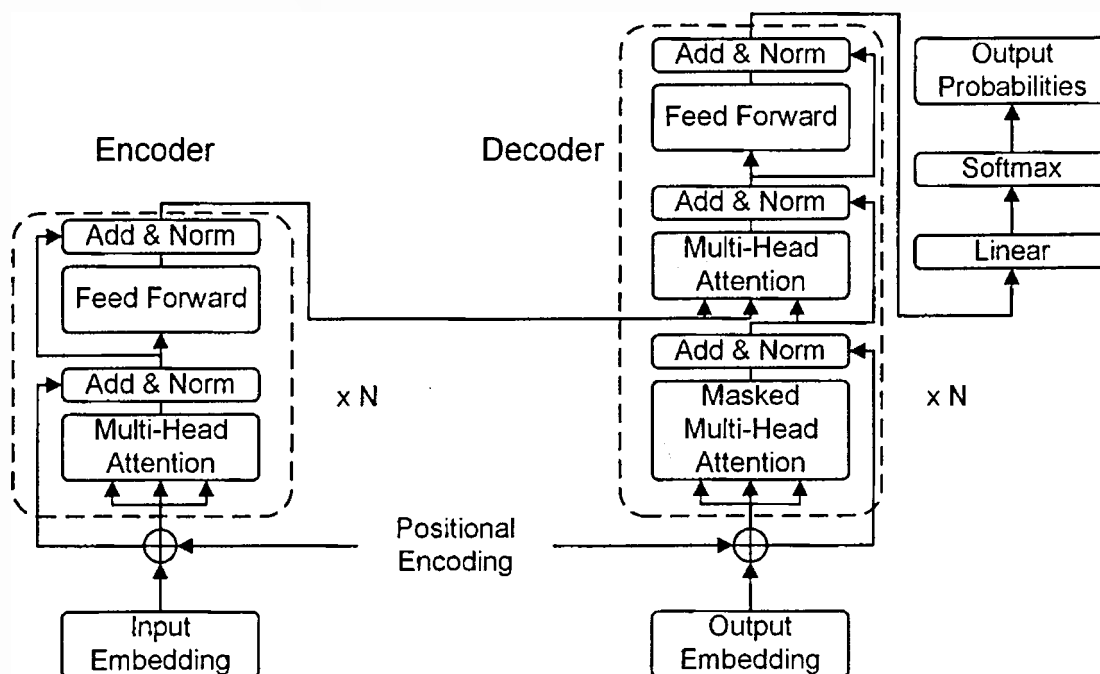 Encoder
Add & Norm
Feed Forward
Add & Norm
Multi-Head
Attention
x N
Input
Embedding
Positional
Encoding
Decoder
Add & Norm
Feed Forward
Add & Norm
Multi-Head
Attention
Add & Norm
Masked
Multi-Head
Attention
x N
Output
Embedding
Output
Probabilities
Softmax
Linear